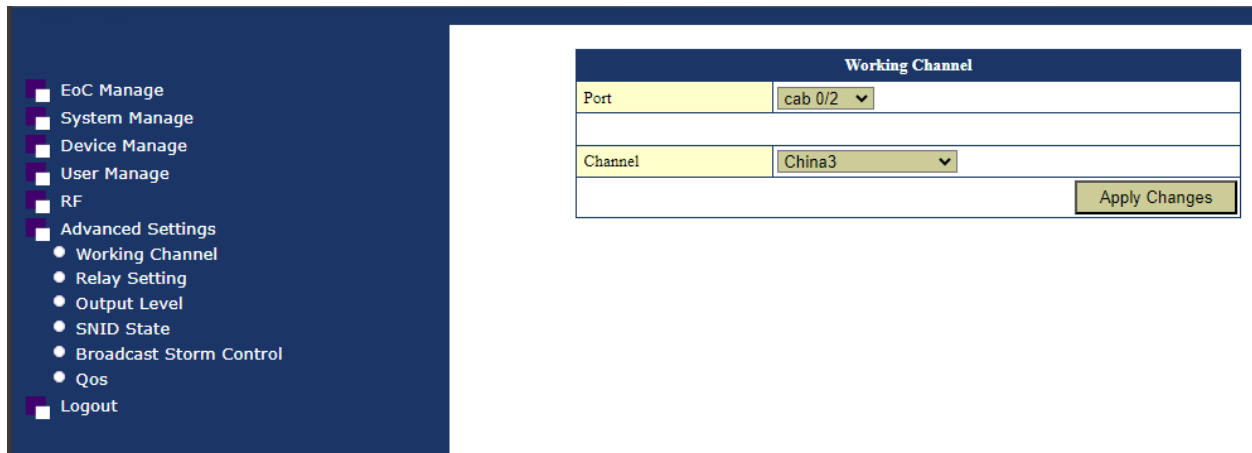 EoC Manage
System Manage
Device Manage
User Manage
RF
Advanced Settings
Working Channel
Relay Setting
Output Level
SNID State
Broadcast Storm Control
Qos
Logout
Working Channel
Port cab 0/2
Channel China3
Apply Changes